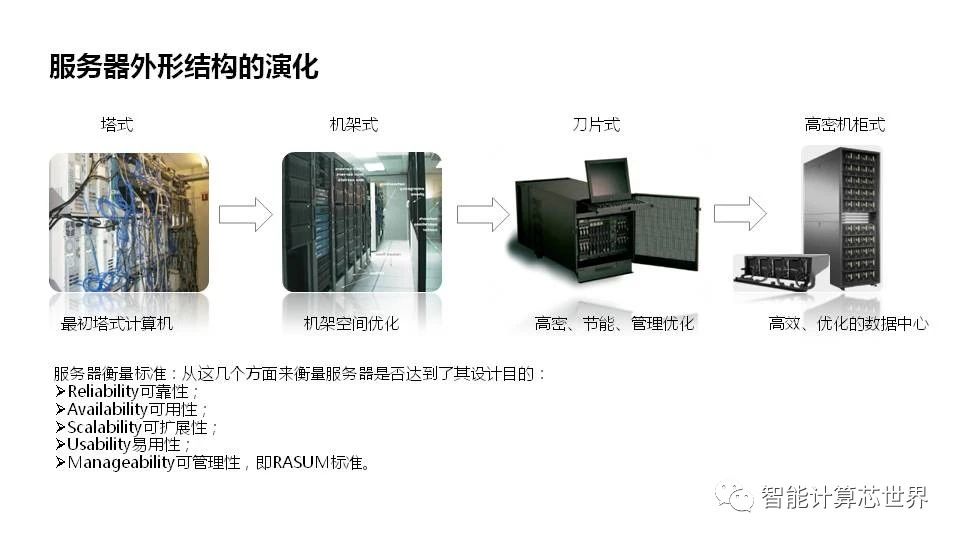 服务器外形结构的演化
塔式
机架式
刀片式
高密机柜式
最初塔式计算机
机架空间优化
高密、节能、管理优化
高效、优化的数据中心
服务器衡量标准：从这几个方面来衡量服务器是否达到了其设计目的：
➢Reliability可靠性；
➢Availability可用性；
➢Scalability可扩展性；
➢Usability易用性；
➢Manageability可管理性，即RASUM标准。
智能计算芯世界